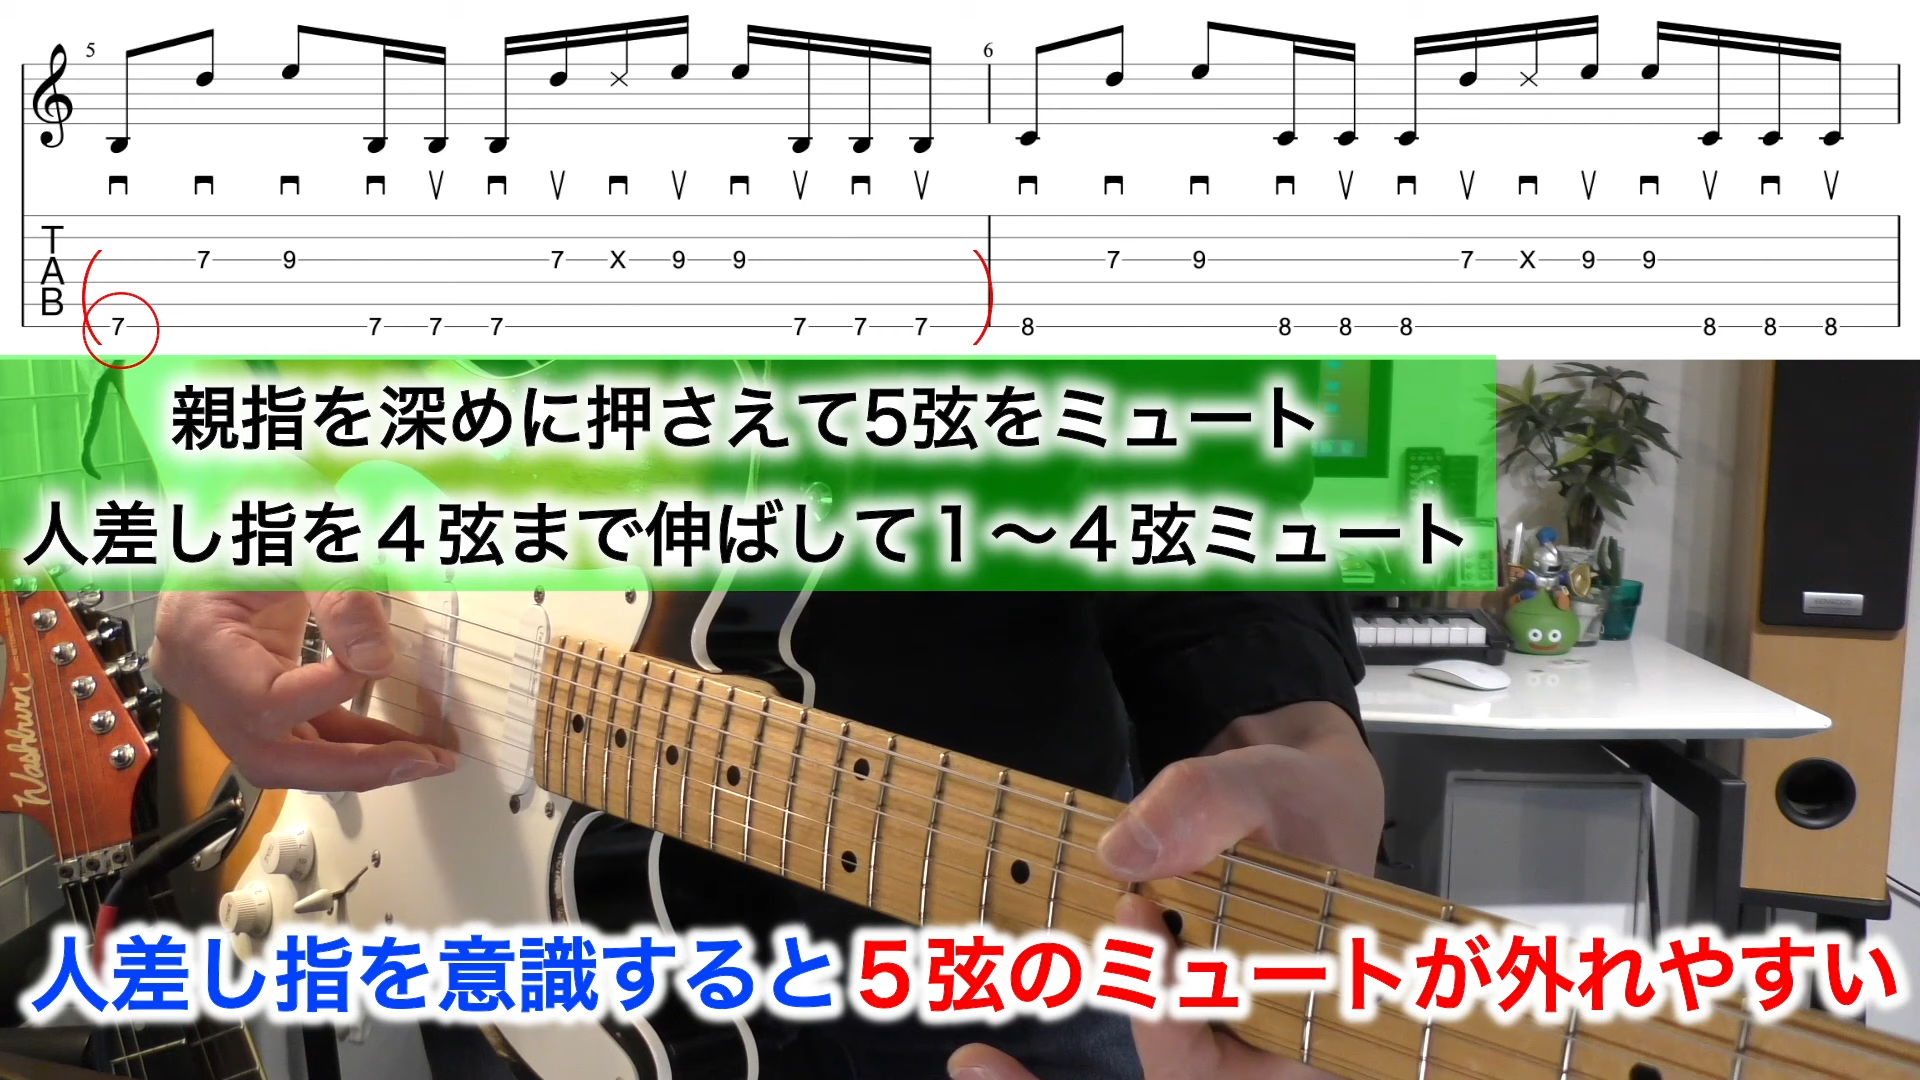 5 6
T
A
B
7 9 7 X 9 9 7 9 7 X 9 9
7 7 7 7 7 7 7 8 8 8 8 8 8 8
親指を深めに押さえて5弦をミュート
人差し指を４弦まで伸ばして１〜４弦ミュート
Washburn
KENWOOD
人差し指を意識すると５弦のミュートが外れやすい